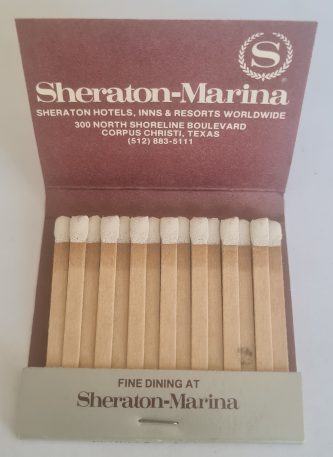 S
Sheraton-Marina
SHERATON HOTELS, INNS & RESORTS WORLDWIDE
300 NORTH SHORELINE BOULEVARD
CORPUS CHRISTI, TEXAS
(512) 883-5111
FINE DINING AT
Sheraton-Marina